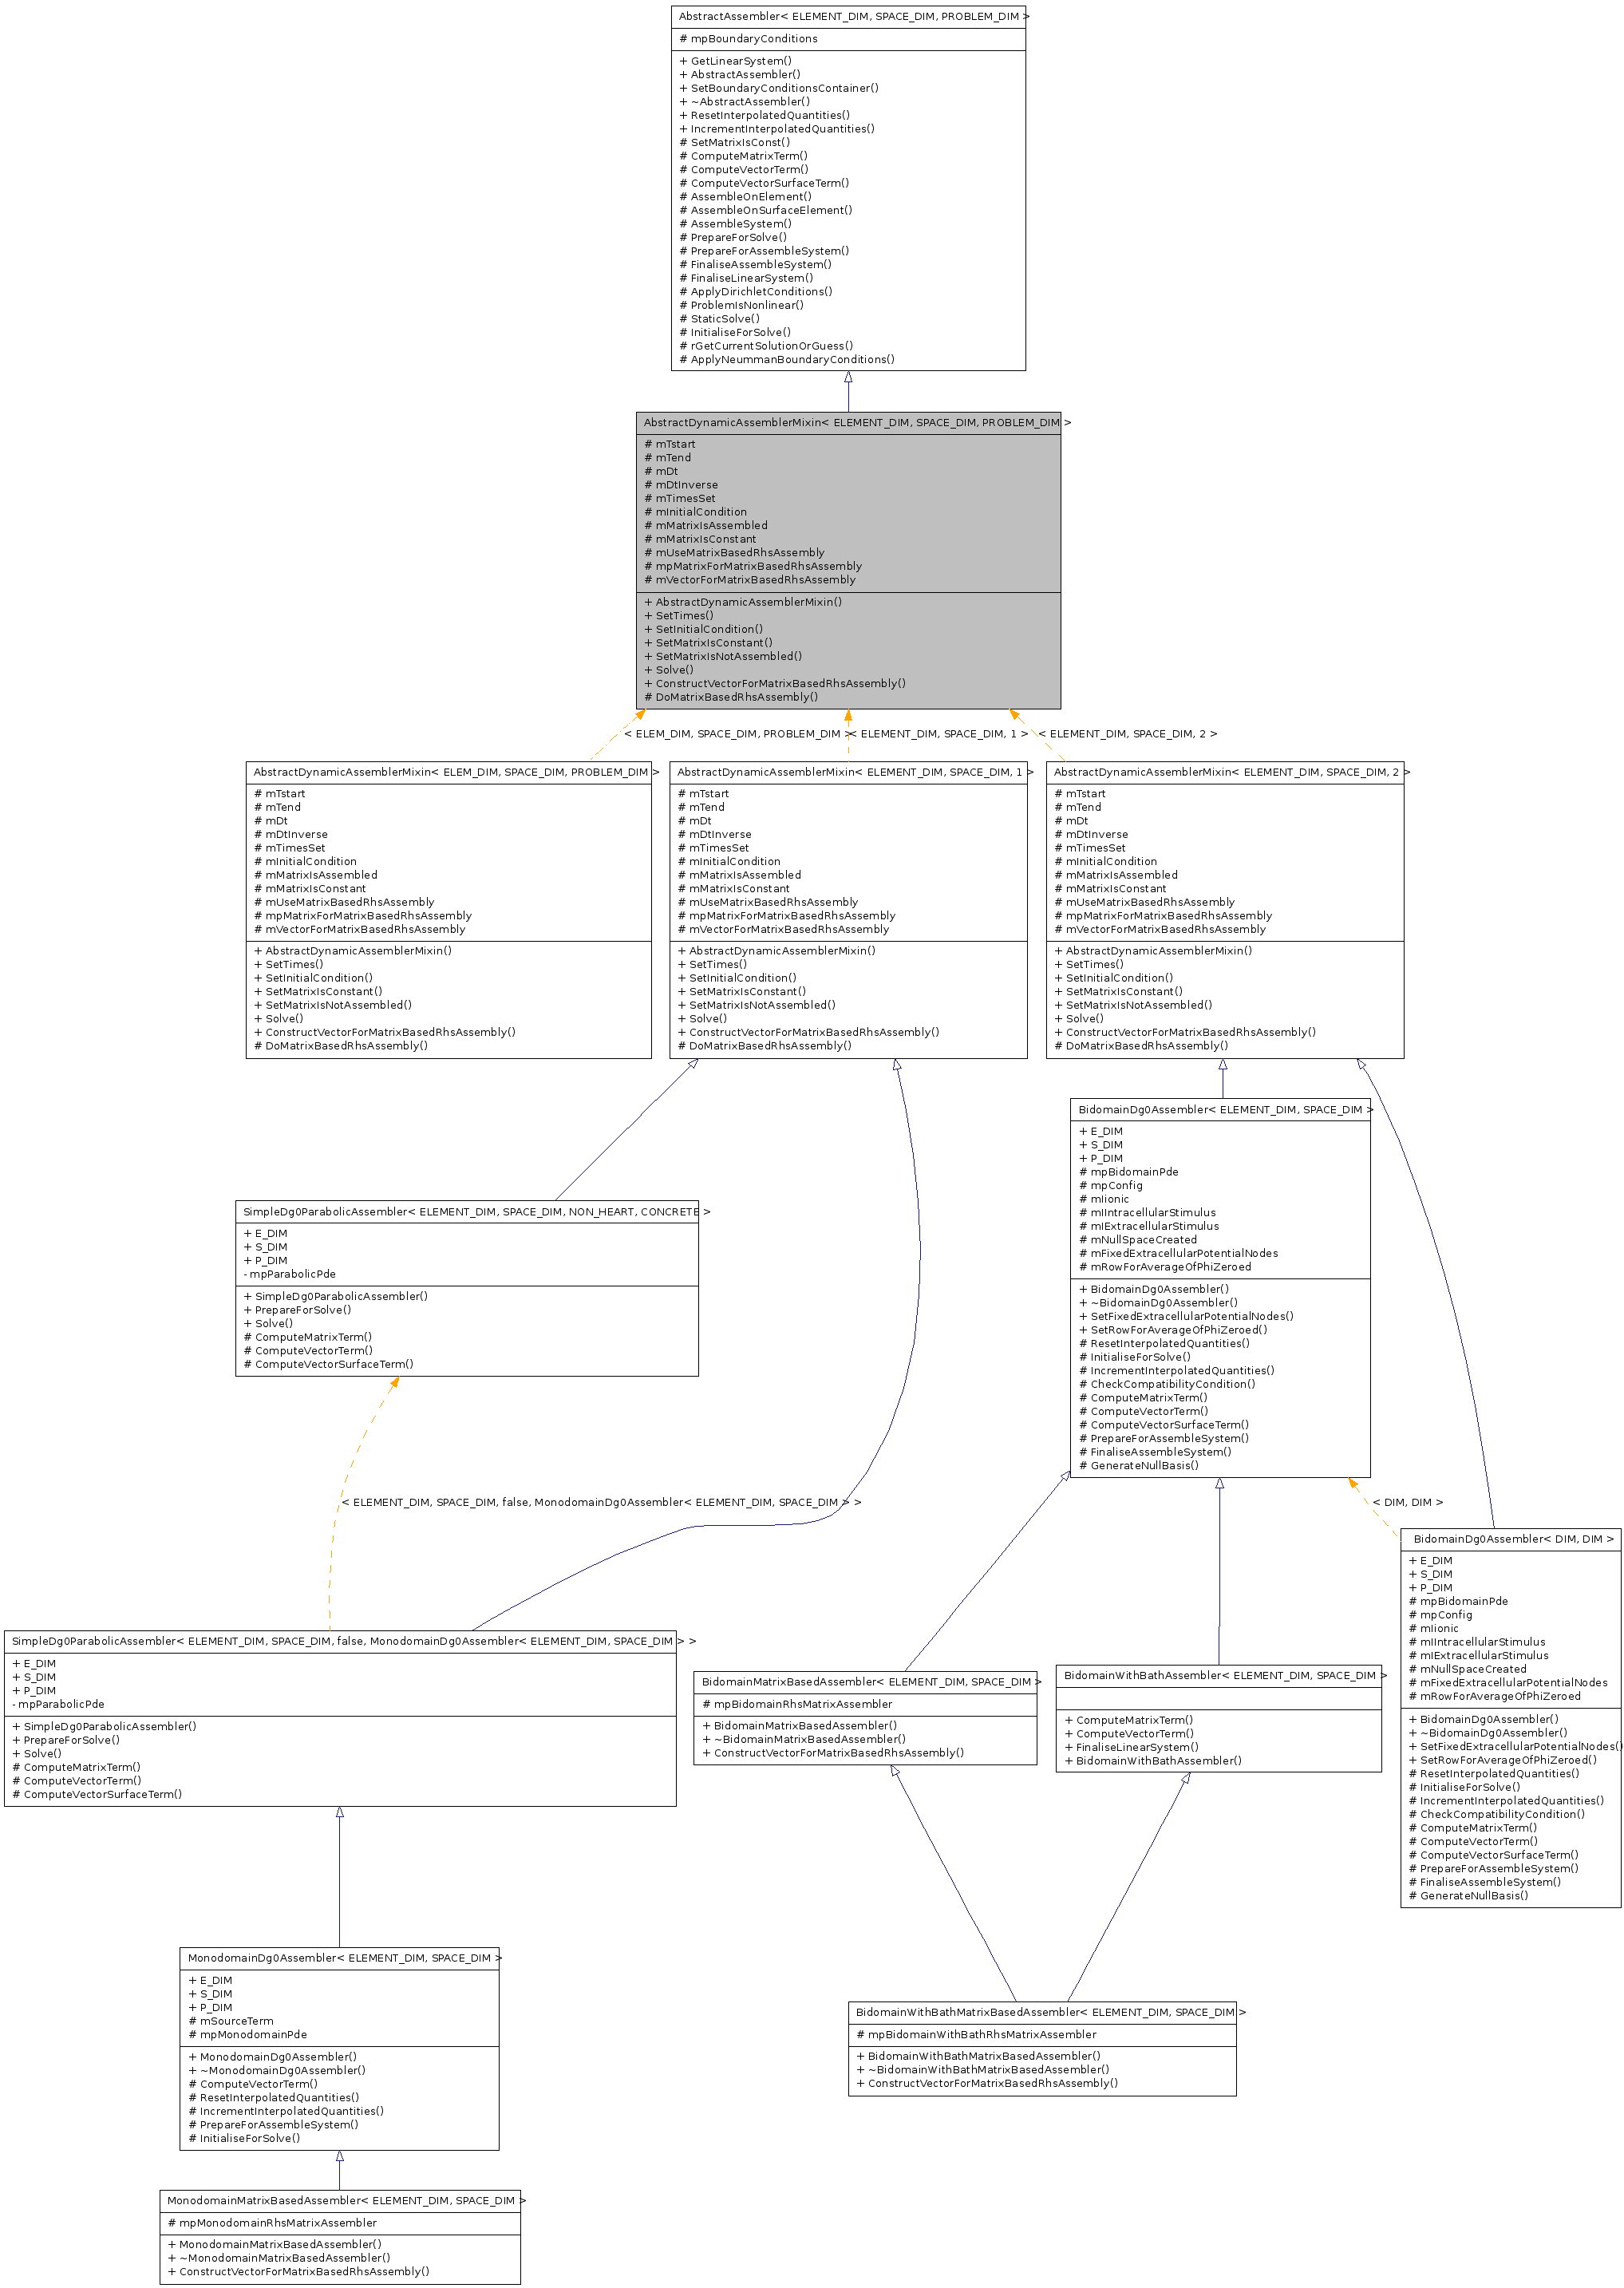 AbstractAssembler< ELEMENT_DIM, SPACE_DIM, PROBLEM_DIM >
# mpBoundaryConditions
+ GetLinearSystem()
+ AbstractAssembler()
+ SetBoundaryConditionsContainer()
+ ~AbstractAssembler()
+ ResetInterpolatedQuantities()
+ IncrementInterpolatedQuantities()
# SetMatrixIsConst()
# ComputeMatrixTerm()
# ComputeVectorTerm()
# ComputeVectorSurfaceTerm()
# AssembleOnElement()
# AssembleOnSurfaceElement()
# AssembleSystem()
# PrepareForSolve()
# PrepareForAssembleSystem()
# FinaliseAssembleSystem()
# FinaliseLinearSystem()
# ApplyDirichletConditions()
# ProblemIsNonlinear()
# StaticSolve()
# InitialiseForSolve()
# rGetCurrentSolutionOrGuess()
# ApplyNeummanBoundaryConditions()
AbstractDynamicAssemblerMixin< ELEMENT_DIM, SPACE_DIM, PROBLEM_DIM >
# mTstart
# mTend
# mDt
# mDtInverse
# mTimesSet
# mInitialCondition
# mMatrixIsAssembled
# mMatrixIsConstant
# mUseMatrixBasedRhsAssembly
# mpMatrixForMatrixBasedRhsAssembly
# mVectorForMatrixBasedRhsAssembly
+ AbstractDynamicAssemblerMixin()
+ SetTimes()
+ SetInitialCondition()
+ SetMatrixIsConstant()
+ SetMatrixIsNotAssembled()
+ Solve()
+ ConstructVectorForMatrixBasedRhsAssembly()
# DoMatrixBasedRhsAssembly()
< ELEM_DIM, SPACE_DIM, PROBLEM_DIM >
< ELEMENT_DIM, SPACE_DIM, 1 >
< ELEMENT_DIM, SPACE_DIM, 2 >
AbstractDynamicAssemblerMixin< ELEM_DIM, SPACE_DIM, PROBLEM_DIM >
# mTstart
# mTend
# mDt
# mDtInverse
# mTimesSet
# mInitialCondition
# mMatrixIsAssembled
# mMatrixIsConstant
# mUseMatrixBasedRhsAssembly
# mpMatrixForMatrixBasedRhsAssembly
# mVectorForMatrixBasedRhsAssembly
+ AbstractDynamicAssemblerMixin()
+ SetTimes()
+ SetInitialCondition()
+ SetMatrixIsConstant()
+ SetMatrixIsNotAssembled()
+ Solve()
+ ConstructVectorForMatrixBasedRhsAssembly()
# DoMatrixBasedRhsAssembly()
AbstractDynamicAssemblerMixin< ELEMENT_DIM, SPACE_DIM, 1 >
# mTstart
# mTend
# mDt
# mDtInverse
# mTimesSet
# mInitialCondition
# mMatrixIsAssembled
# mMatrixIsConstant
# mUseMatrixBasedRhsAssembly
# mpMatrixForMatrixBasedRhsAssembly
# mVectorForMatrixBasedRhsAssembly
+ AbstractDynamicAssemblerMixin()
+ SetTimes()
+ SetInitialCondition()
+ SetMatrixIsConstant()
+ SetMatrixIsNotAssembled()
+ Solve()
+ ConstructVectorForMatrixBasedRhsAssembly()
# DoMatrixBasedRhsAssembly()
AbstractDynamicAssemblerMixin< ELEMENT_DIM, SPACE_DIM, 2 >
# mTstart
# mTend
# mDt
# mDtInverse
# mTimesSet
# mInitialCondition
# mMatrixIsAssembled
# mMatrixIsConstant
# mUseMatrixBasedRhsAssembly
# mpMatrixForMatrixBasedRhsAssembly
# mVectorForMatrixBasedRhsAssembly
+ AbstractDynamicAssemblerMixin()
+ SetTimes()
+ SetInitialCondition()
+ SetMatrixIsConstant()
+ SetMatrixIsNotAssembled()
+ Solve()
+ ConstructVectorForMatrixBasedRhsAssembly()
# DoMatrixBasedRhsAssembly()
BidomainDg0Assembler< ELEMENT_DIM, SPACE_DIM >
+ E_DIM
+ S_DIM
+ P_DIM
# mpBidomainPde
# mpConfig
# mIionic
# mIIntracellularStimulus
# mIExtracellularStimulus
# mNullSpaceCreated
# mFixedExtracellularPotentialNodes
# mRowForAverageOfPhiZeroed
+ BidomainDg0Assembler()
+ ~BidomainDg0Assembler()
+ SetFixedExtracellularPotentialNodes()
+ SetRowForAverageOfPhiZeroed()
# ResetInterpolatedQuantities()
# InitialiseForSolve()
# IncrementInterpolatedQuantities()
# CheckCompatibilityCondition()
# ComputeMatrixTerm()
# ComputeVectorTerm()
# ComputeVectorSurfaceTerm()
# PrepareForAssembleSystem()
# FinaliseAssembleSystem()
# GenerateNullBasis()
SimpleDg0ParabolicAssembler< ELEMENT_DIM, SPACE_DIM, NON_HEART, CONCRETE >
+ E_DIM
+ S_DIM
+ P_DIM
- mpParabolicPde
+ SimpleDg0ParabolicAssembler()
+ PrepareForSolve()
+ Solve()
# ComputeMatrixTerm()
# ComputeVectorTerm()
# ComputeVectorSurfaceTerm()
< ELEMENT_DIM, SPACE_DIM, false, MonodomainDg0Assembler< ELEMENT_DIM, SPACE_DIM > >
< DIM, DIM >
BidomainDg0Assembler< DIM, DIM >
+ E_DIM
+ S_DIM
+ P_DIM
# mpBidomainPde
# mpConfig
# mIionic
# mIIntracellularStimulus
# mIExtracellularStimulus
# mNullSpaceCreated
# mFixedExtracellularPotentialNodes
# mRowForAverageOfPhiZeroed
+ BidomainDg0Assembler()
+ ~BidomainDg0Assembler()
+ SetFixedExtracellularPotentialNodes()
+ SetRowForAverageOfPhiZeroed()
# ResetInterpolatedQuantities()
# InitialiseForSolve()
# IncrementInterpolatedQuantities()
# CheckCompatibilityCondition()
# ComputeMatrixTerm()
# ComputeVectorTerm()
# ComputeVectorSurfaceTerm()
# PrepareForAssembleSystem()
# FinaliseAssembleSystem()
# GenerateNullBasis()
SimpleDg0ParabolicAssembler< ELEMENT_DIM, SPACE_DIM, false, MonodomainDg0Assembler< ELEMENT_DIM, SPACE_DIM > >
+ E_DIM
+ S_DIM
+ P_DIM
- mpParabolicPde
+ SimpleDg0ParabolicAssembler()
+ PrepareForSolve()
+ Solve()
# ComputeMatrixTerm()
# ComputeVectorTerm()
# ComputeVectorSurfaceTerm()
BidomainMatrixBasedAssembler< ELEMENT_DIM, SPACE_DIM >
# mpBidomainRhsMatrixAssembler
+ BidomainMatrixBasedAssembler()
+ ~BidomainMatrixBasedAssembler()
+ ConstructVectorForMatrixBasedRhsAssembly()
BidomainWithBathAssembler< ELEMENT_DIM, SPACE_DIM >
+ ComputeMatrixTerm()
+ ComputeVectorTerm()
+ FinaliseLinearSystem()
+ BidomainWithBathAssembler()
MonodomainDg0Assembler< ELEMENT_DIM, SPACE_DIM >
+ E_DIM
+ S_DIM
+ P_DIM
# mSourceTerm
# mpMonodomainPde
+ MonodomainDg0Assembler()
+ ~MonodomainDg0Assembler()
# ComputeVectorTerm()
# ResetInterpolatedQuantities()
# IncrementInterpolatedQuantities()
# PrepareForAssembleSystem()
# InitialiseForSolve()
BidomainWithBathMatrixBasedAssembler< ELEMENT_DIM, SPACE_DIM >
# mpBidomainWithBathRhsMatrixAssembler
+ BidomainWithBathMatrixBasedAssembler()
+ ~BidomainWithBathMatrixBasedAssembler()
+ ConstructVectorForMatrixBasedRhsAssembly()
MonodomainMatrixBasedAssembler< ELEMENT_DIM, SPACE_DIM >
# mpMonodomainRhsMatrixAssembler
+ MonodomainMatrixBasedAssembler()
+ ~MonodomainMatrixBasedAssembler()
+ ConstructVectorForMatrixBasedRhsAssembly()